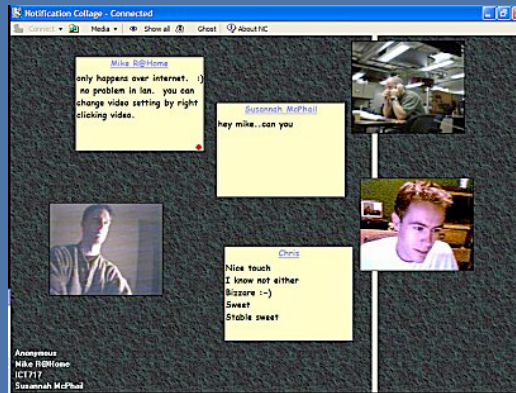 Notification Collage - Connected
Connect Media Show all Ghost About NC
Mike R@Home
only happens over internet. :)
no problem in lan. you can
change video setting by right
clicking video.
Susannah McPhail
hey mike..can you
Chris
Nice touch
I know not either
Bizzare :-)
Sweet
Stable sweet
Anonymous
Mike R@Home
ICT717
Susannah McPhail